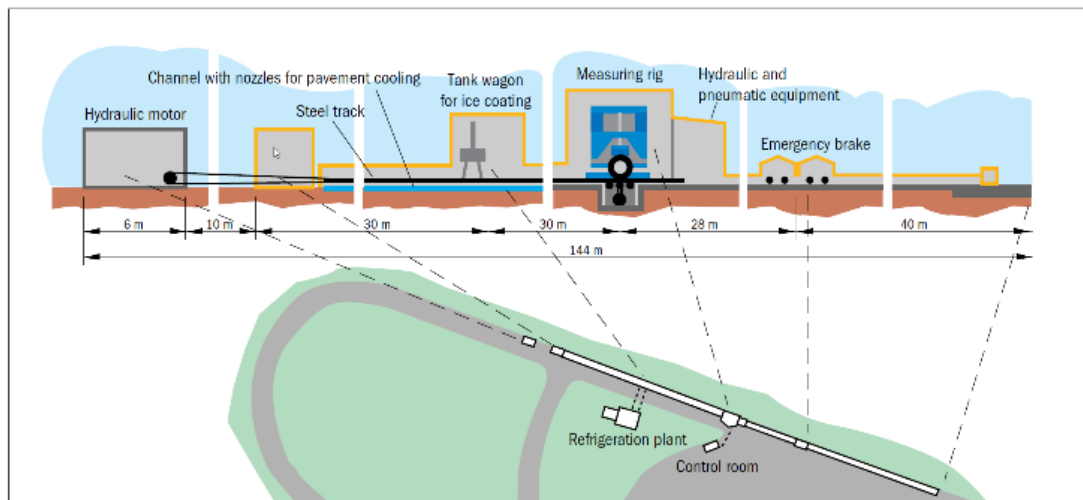 Channel with nozzles for pavement cooling
Tank wagon
for ice coating
Measuring rig
Hydraulic and
pneumatic equipment
Hydraulic motor
Steel track
Emergency brake
6 m
10 m
30 m
30 m
28 m
40 m
144 m
Refrigeration plant
Control room